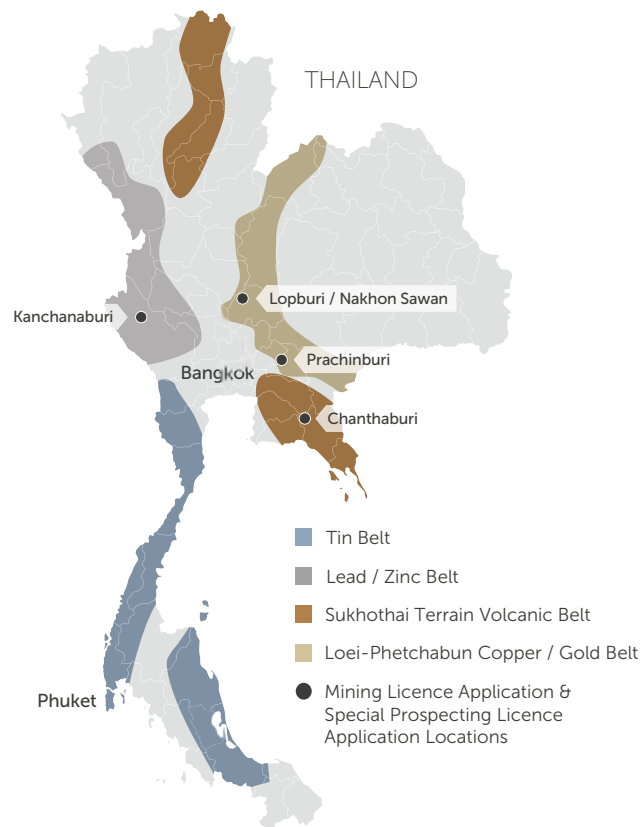 THAILAND
Lopburi / Nakhon Sawan
Kanchanaburi
Prachinburi
Bangkok
Chanthaburi
Tin Belt
Lead / Zinc Belt
Sukhothai Terrain Volcanic Belt
Loei-Phetchabun Copper / Gold Belt
Phuket
Mining Licence Application &
Special Prospecting Licence
Application Locations